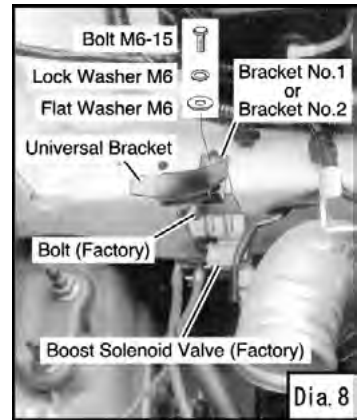 Bolt M6-15
Lock Washer M6
Flat Washer M6
Bracket No.1
or
Bracket No.2
Universal Bracket
Bolt (Factory)
Boost Solenoid Valve (Factory)
Dia. 8